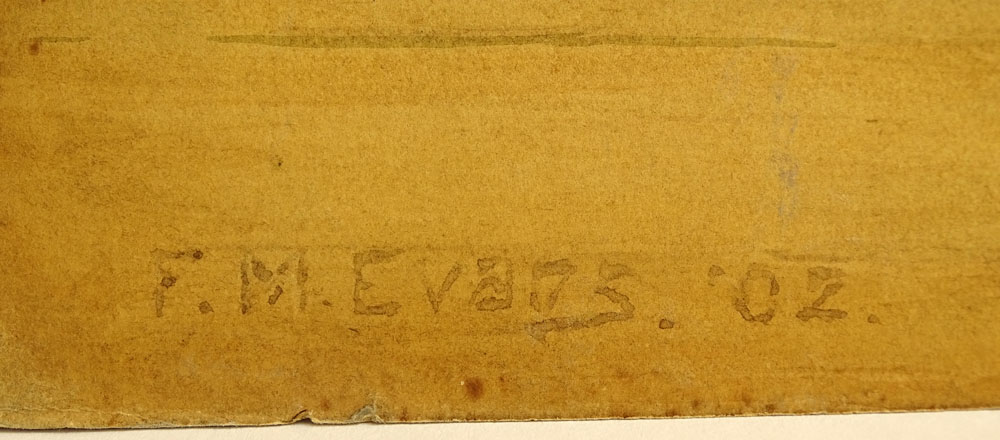 F. M. Evans. '02.